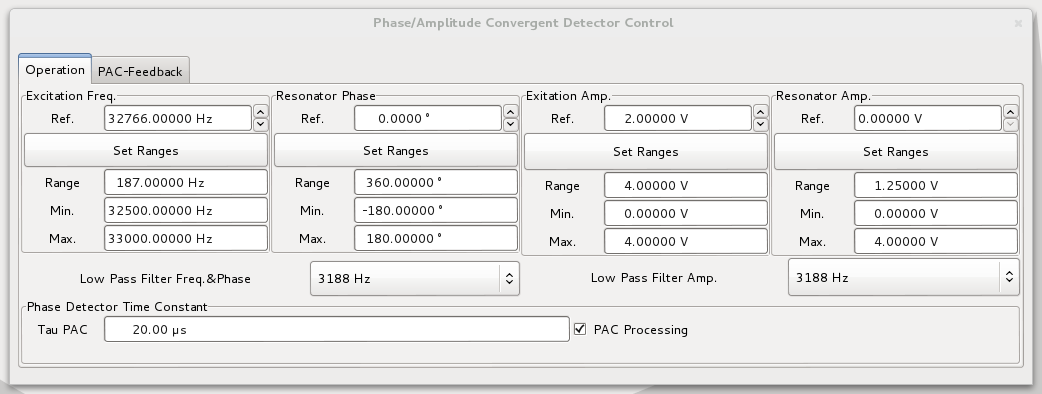 Phase/Amplitude Convergent Detector Control
Operation PAC-Feedback
Excitation Freq. Resonator Phase Exitation Amp. Resonator Amp.
Ref. 32766.00000 Hz Ref. 0.0000 ° Ref. 2.00000 V Ref. 0.00000 V
Set Ranges Set Ranges Set Ranges Set Ranges
Range 187.00000 Hz Range 360.00000 ° Range 4.00000 V Range 1.25000 V
Min. 32500.00000 Hz Min. -180.00000 ° Min. 0.00000 V Min. 0.00000 V
Max. 33000.00000 Hz Max. 180.00000 ° Max. 4.00000 V Max. 4.00000 V
Low Pass Filter Freq.&Phase 3188 Hz Low Pass Filter Amp. 3188 Hz
Phase Detector Time Constant
Tau PAC 20.00 µs PAC Processing